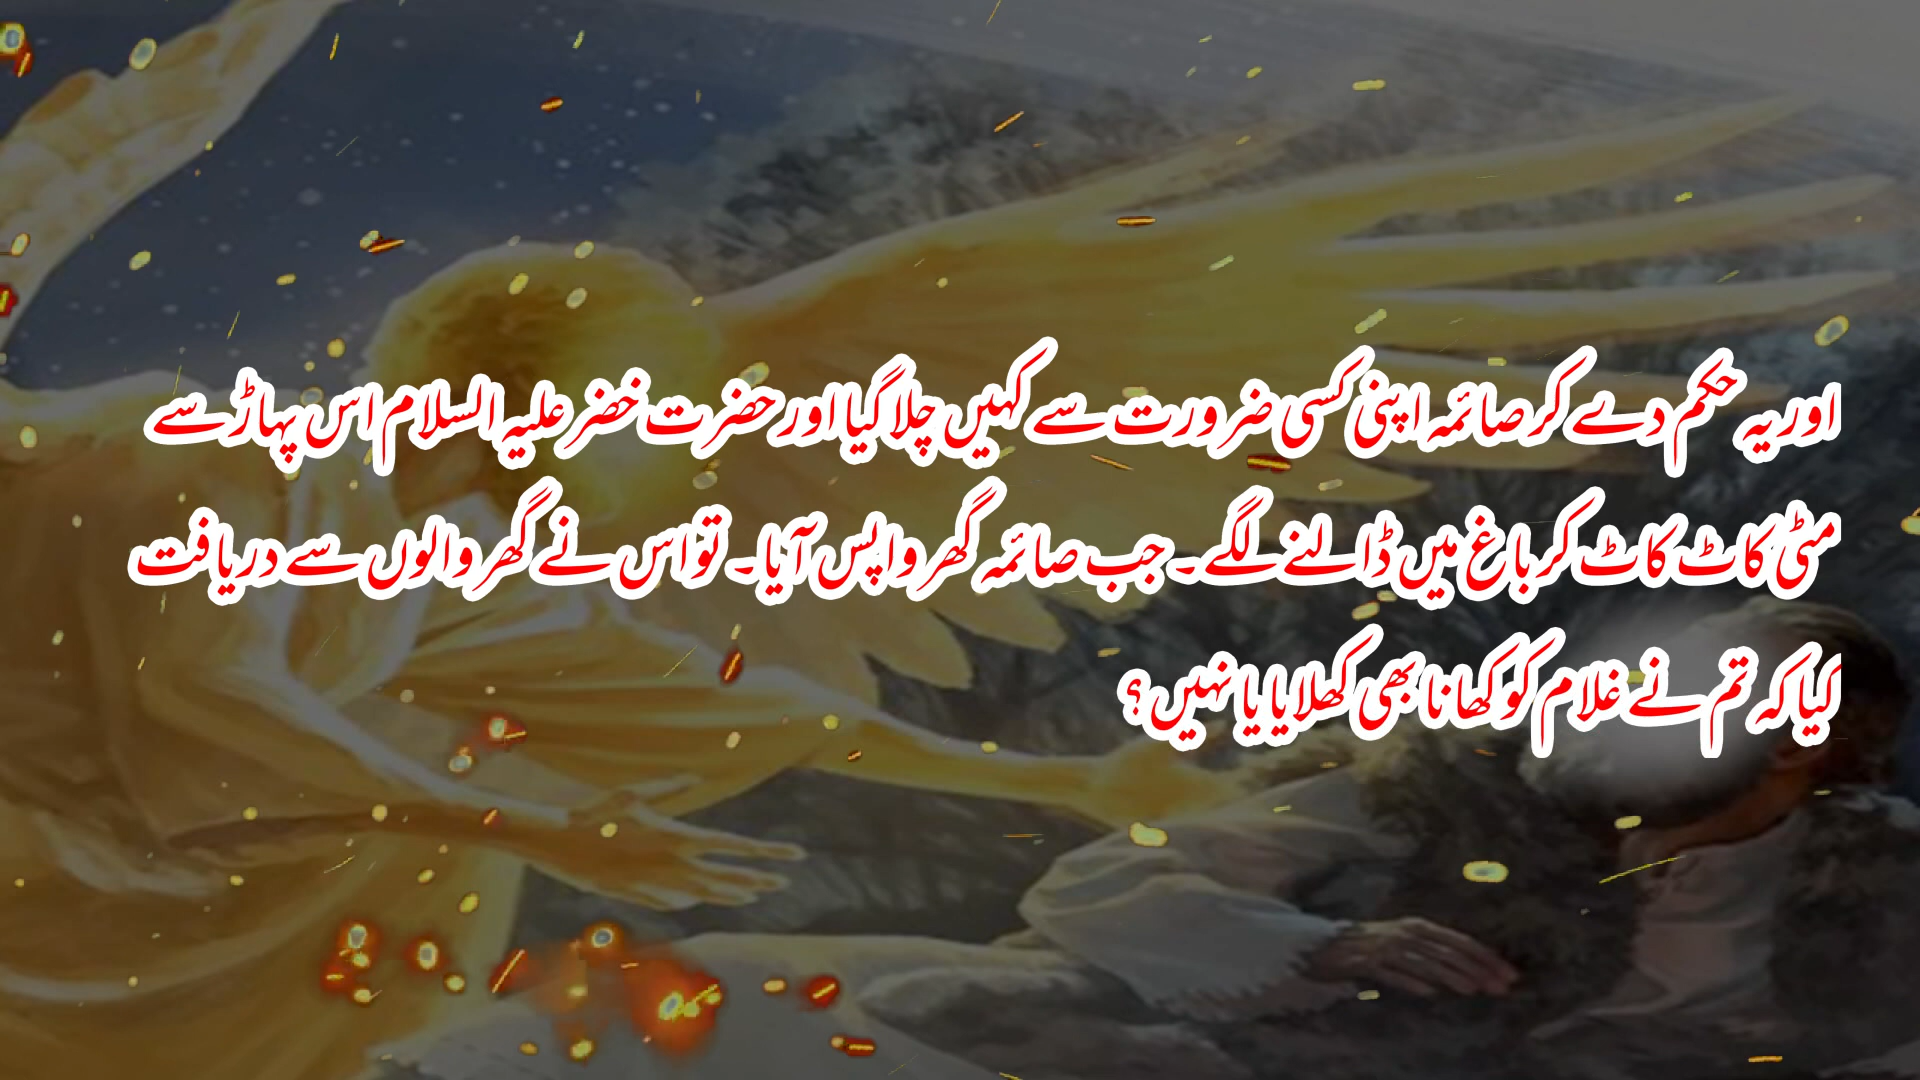 اور یہ حکم دے کر صائمہ اپنی کسی ضرورت سے کہیں چلا گیا اور حضرت خضر علیہ السلام اس پہاڑ سے
مٹی کاٹ کاٹ کر باغ میں ڈالنے لگے۔ جب صائمہ گھر واپس آیا۔ تو اس نے گھر والوں سے دریافت
کیا کہ تم نے غلام کو کھانا بھی کھلایا یا نہیں؟